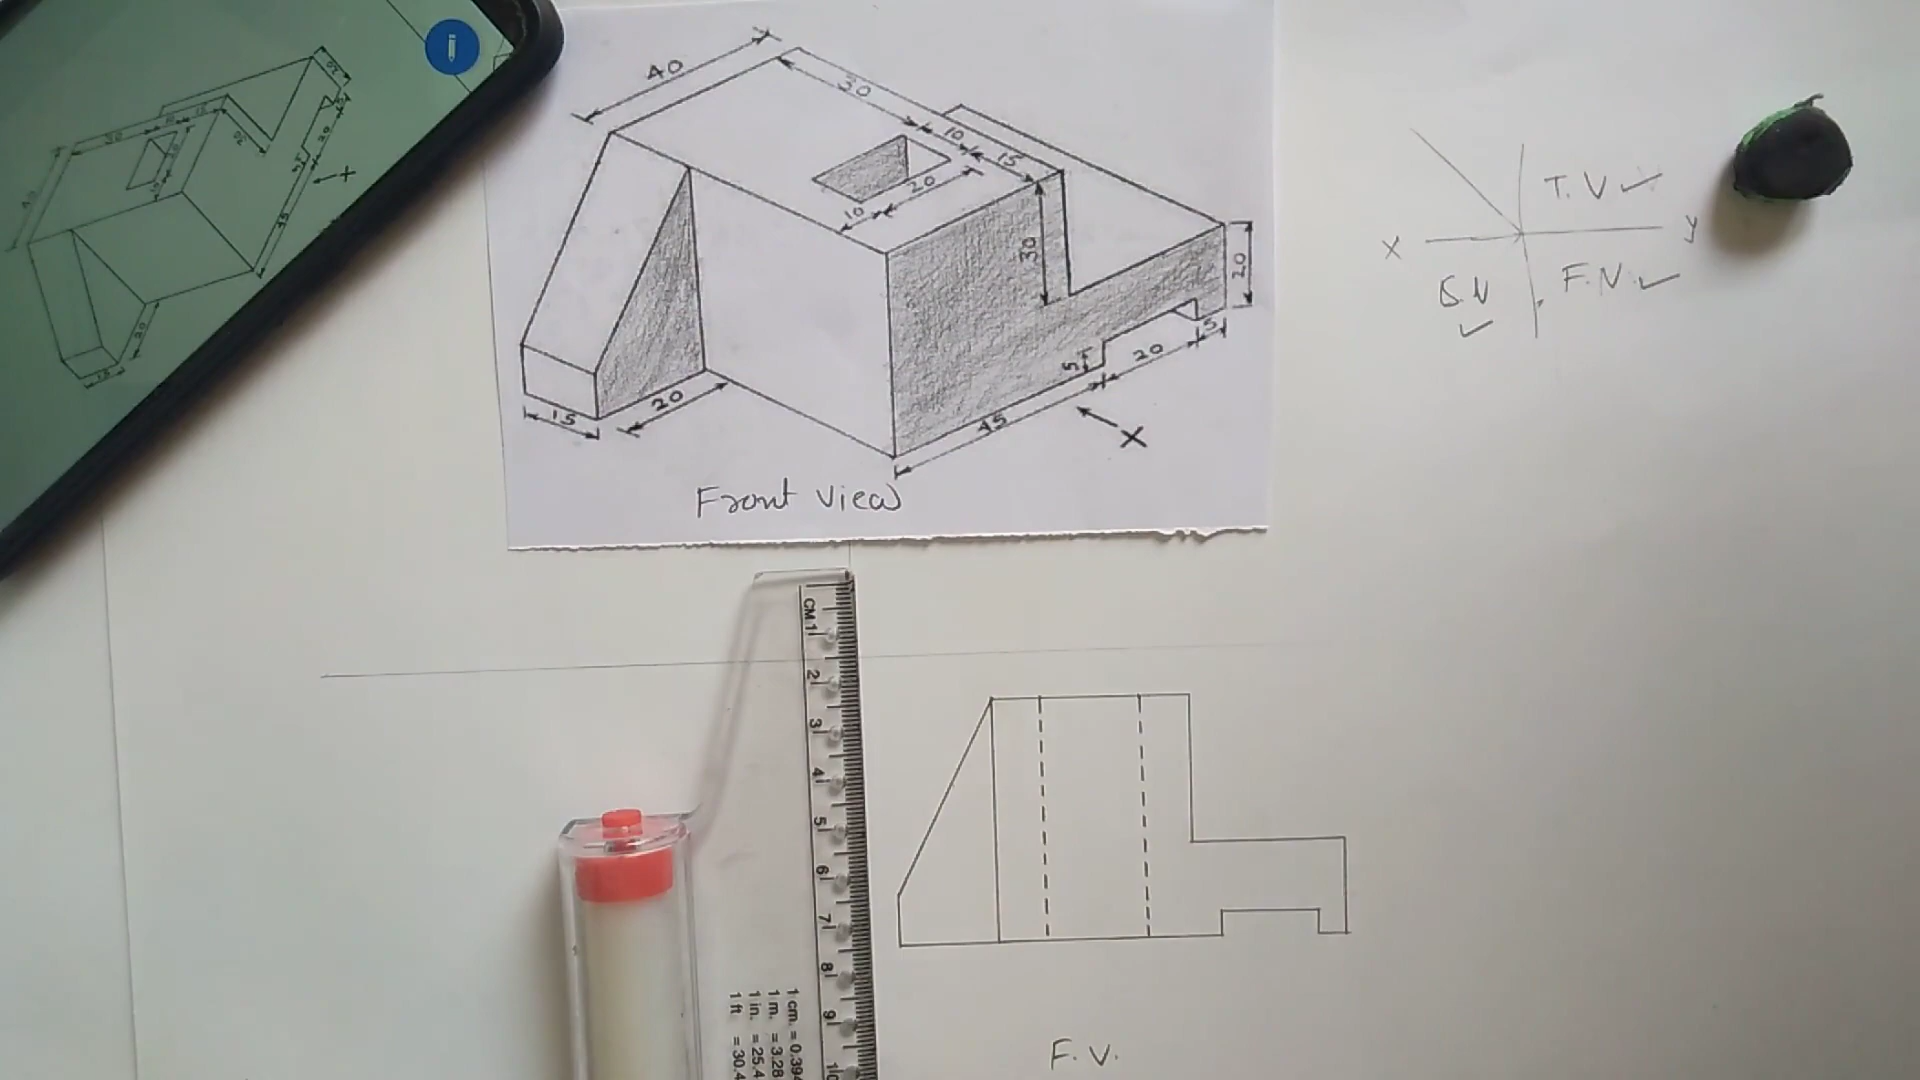 40
30
10
15
20
10
30
20
5
20
5
45
15
20
X
Front view
T.V
X
y
S.V
F.V.
CM 1
2
3
4
5
6
7
8
9
10
1 cm. = 0.394
1 m. = 3.28
1 in. = 25.4
1 ft = 30.4
F.V.